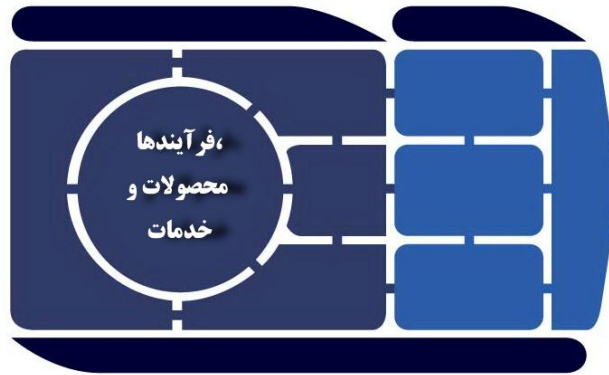 ،فرآیندها
محصولات و
خدمات